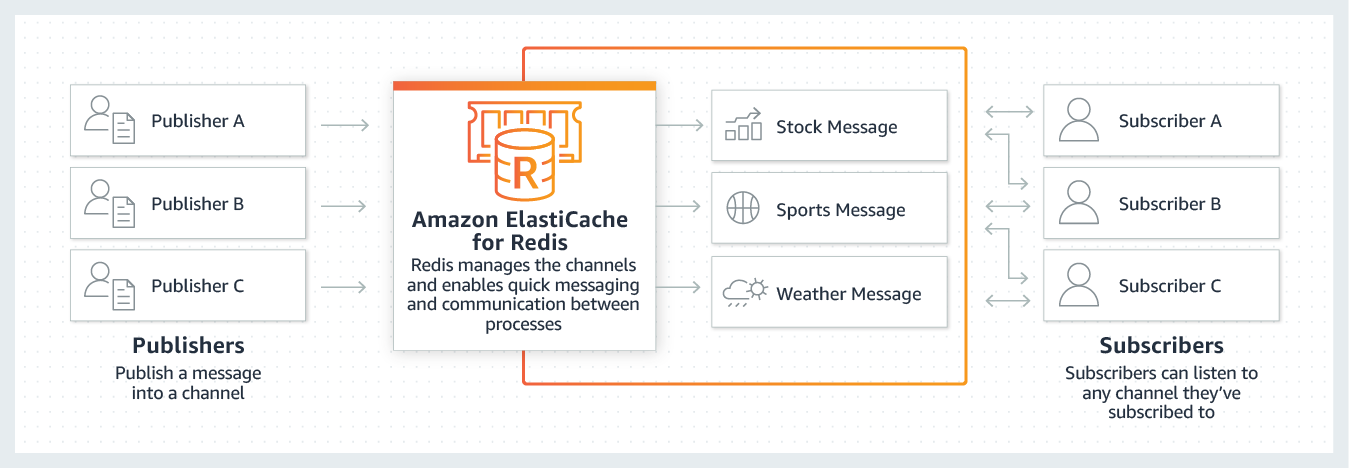 Publisher A
Publisher B
Publisher C
Publishers
Publish a message
into a channel
R
Amazon ElastiCache
for Redis
Redis manages the channels
and enables quick messaging
and communication between
processes
Stock Message
Sports Message
Weather Message
Subscriber A
Subscriber B
Subscriber C
Subscribers
Subscribers can listen to
any channel they’ve
subscribed to